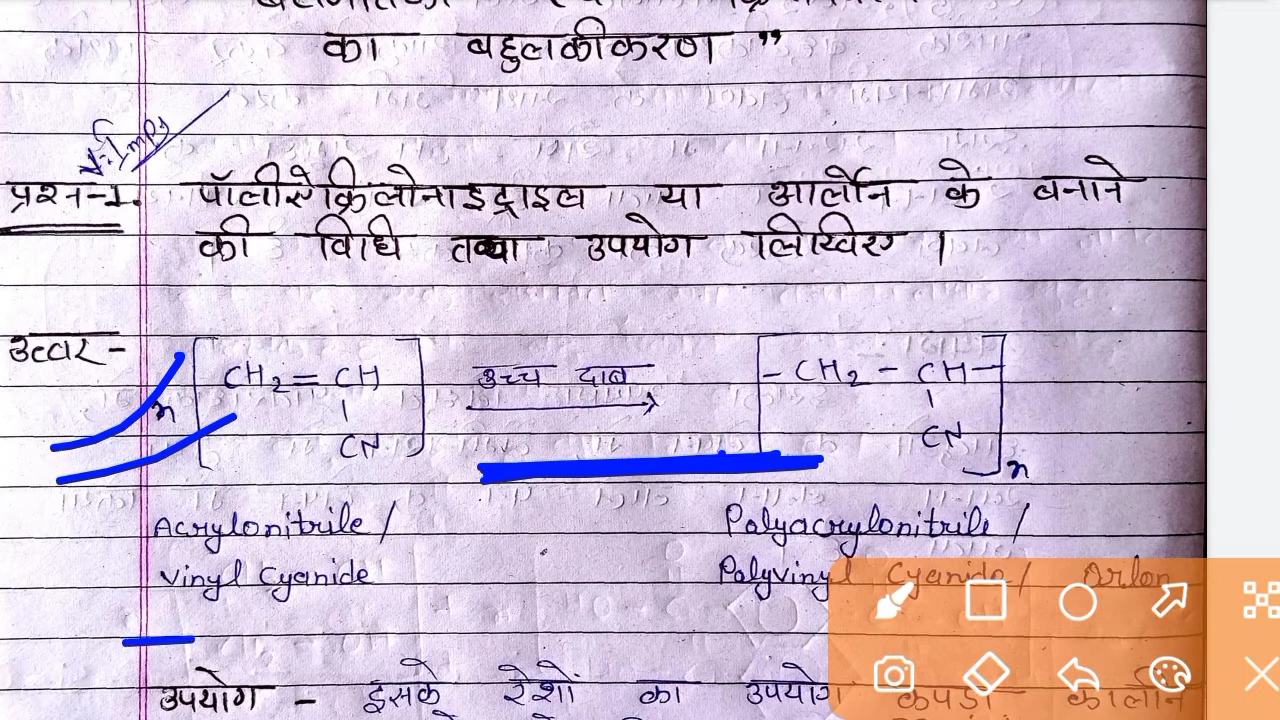 का बहुलकीकरण ”
V.Imp
प्रश्न-1. पॉलीऐक्रिलोनाइट्राइल या आर्लोन के बनाने
की विधि तथा उपयोग लिखिए ।
उत्तर -
n [ CH2 = CH उच्च दाब → [ - CH2 - CH -
CN CN ]n
Acrylonitrile / Polyacrylonitrile /
Vinyl Cyanide Polyvinyl Cyanide / Orlon
उपयोग - इसके रेशों का उपयोग कपड़ा कालीन